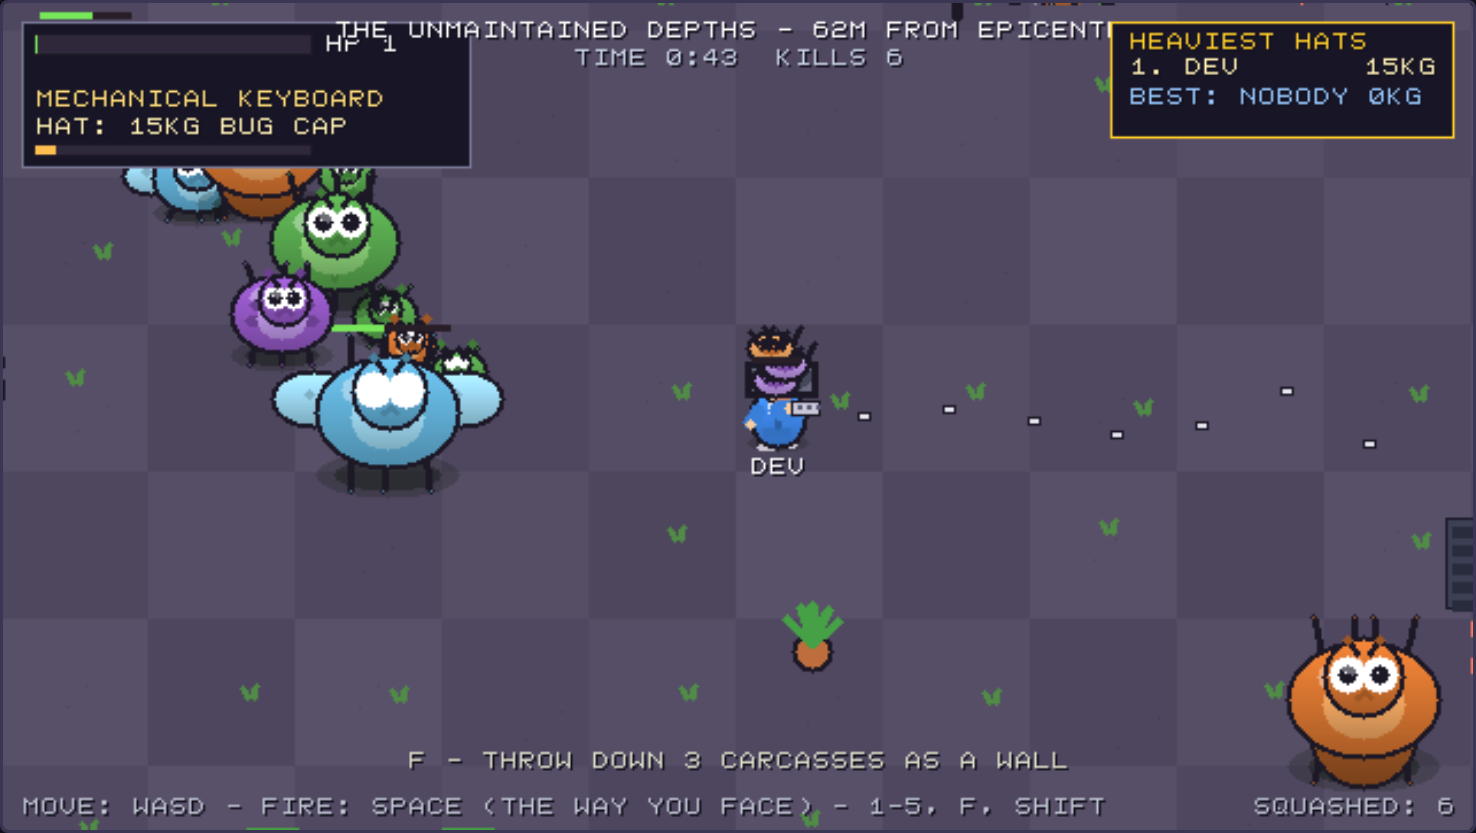 THE UNMAINTAINED DEPTHS - 62M FROM EPICENT
TIME 0:43 KILLS 6
HP 1
MECHANICAL KEYBOARD
HAT: 15KG BUG CAP
HEAVIEST HATS
1. DEV 15KG
BEST: NOBODY 0KG
DEV
F - THROW DOWN 3 CARCASSES AS A WALL
MOVE: WASD - FIRE: SPACE (THE WAY YOU FACE) - 1-5, F, SHIFT
SQUASHED: 6